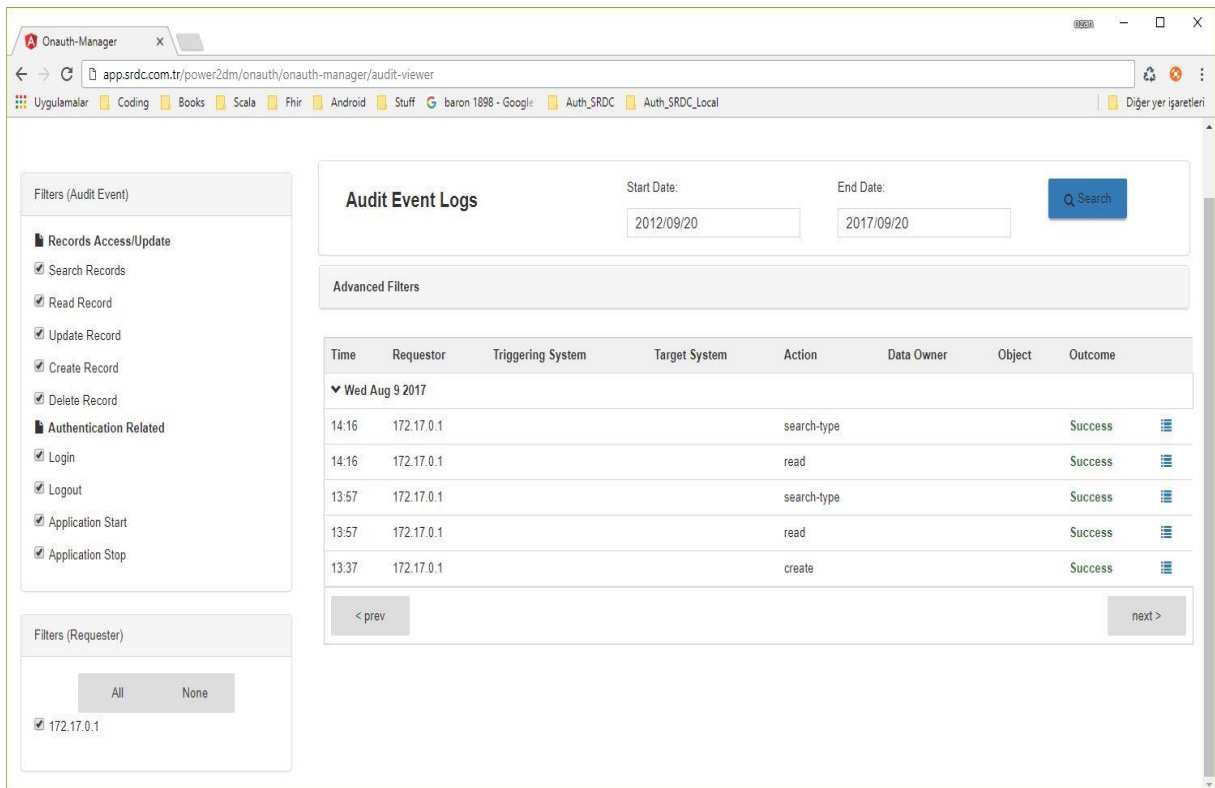 ozan
Onauth-Manager
app.srdc.com.tr/power2dm/onauth/onauth-manager/audit-viewer
Uygulamalar Coding Books Scala Fhir Android Stuff baron 1898 - Google Auth_SRDC Auth_SRDC_Local Diğer yer işaretleri
Filters (Audit Event)
Records Access/Update
Search Records
Read Record
Update Record
Create Record
Delete Record
Authentication Related
Login
Logout
Application Start
Application Stop
Filters (Requester)
All None
172.17.0.1
Audit Event Logs
Start Date: End Date:
2012/09/20 2017/09/20
Search
Advanced Filters
Time Requestor Triggering System Target System Action Data Owner Object Outcome
Wed Aug 9 2017
14:16 172.17.0.1 search-type Success
14:16 172.17.0.1 read Success
13:57 172.17.0.1 search-type Success
13:57 172.17.0.1 read Success
13:37 172.17.0.1 create Success
< prev next >